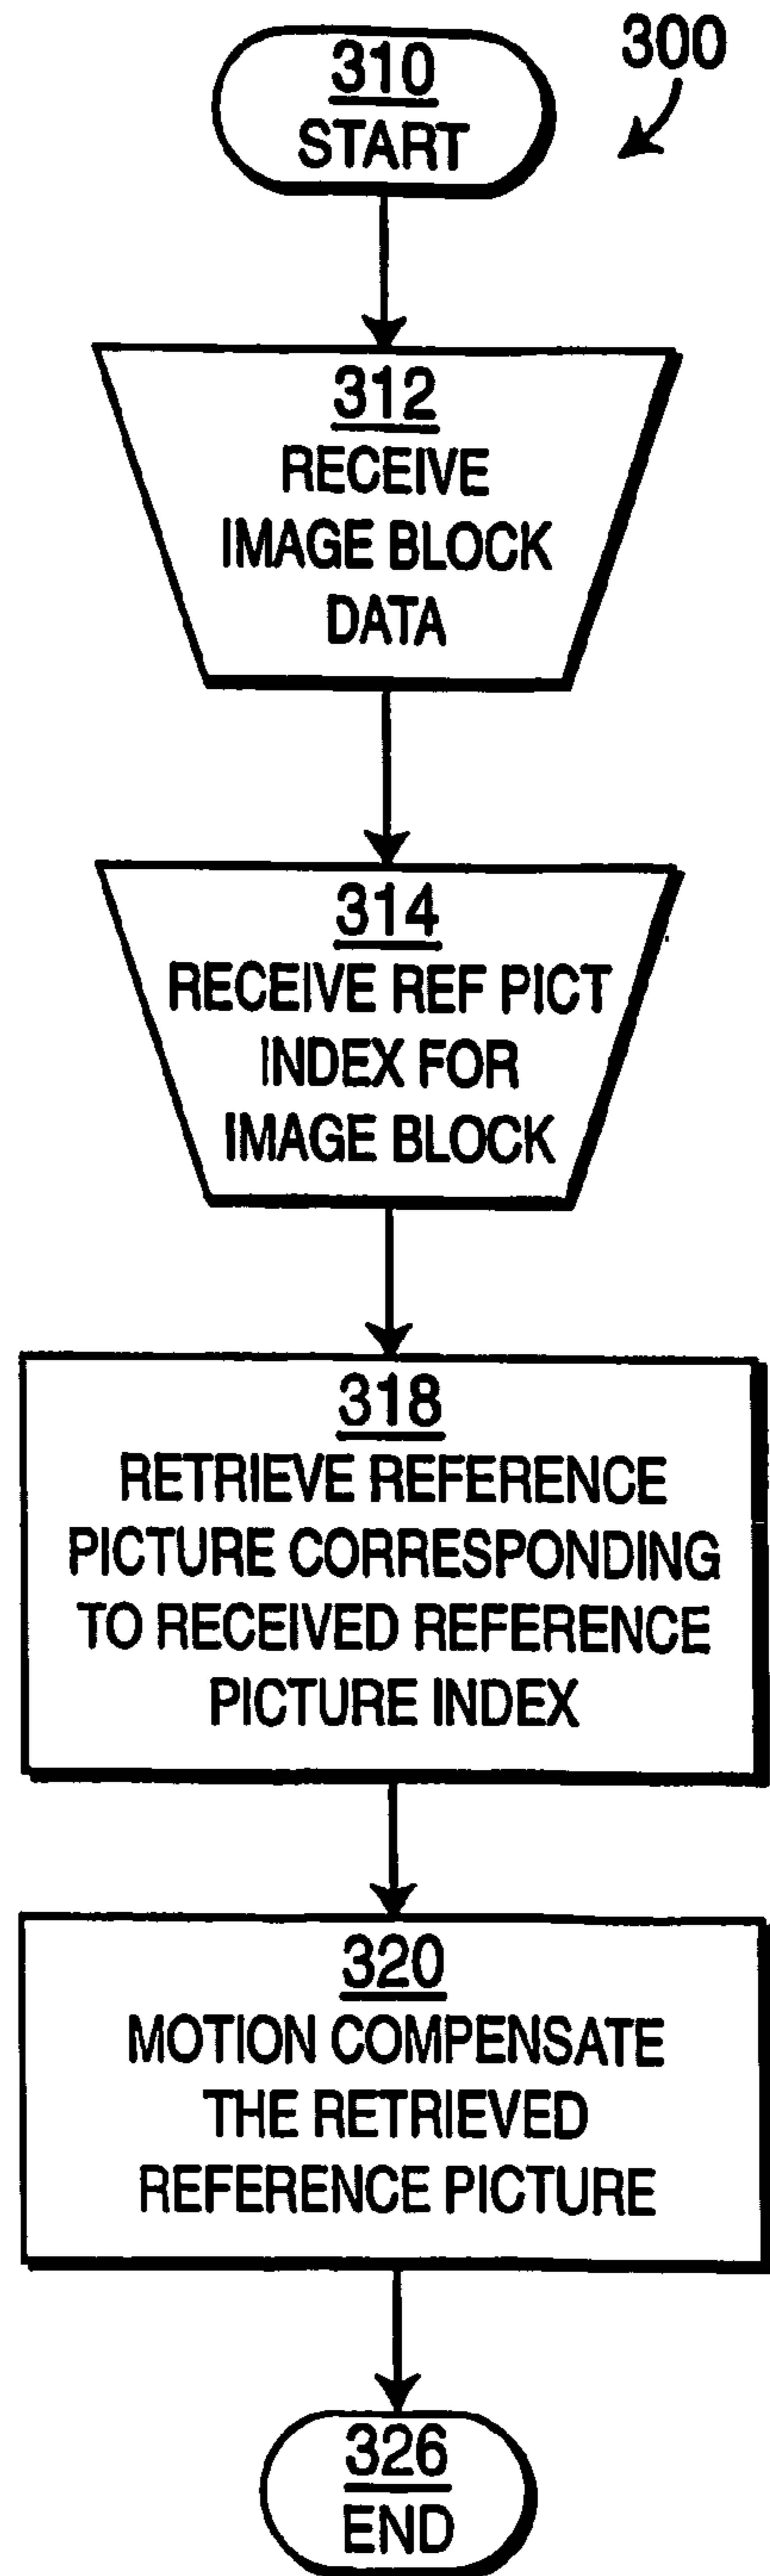 300
310
START
312
RECEIVE
IMAGE BLOCK
DATA
314
RECEIVE REF PICT
INDEX FOR
IMAGE BLOCK
318
RETRIEVE REFERENCE
PICTURE CORRESPONDING
TO RECEIVED REFERENCE
PICTURE INDEX
320
MOTION COMPENSATE
THE RETRIEVED
REFERENCE PICTURE
326
END